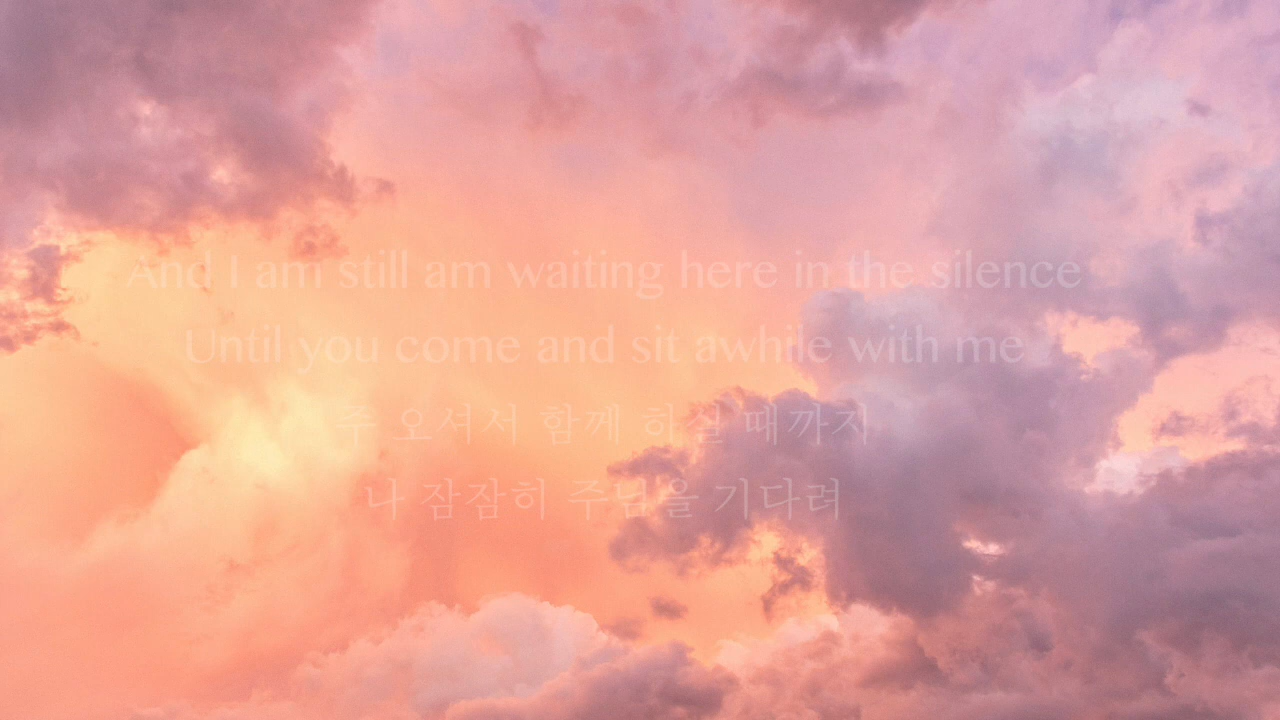 And I am still am waiting here in the silence
Until you come and sit awhile with me
주 오셔서 함께 하실 때까지
나 잠잠히 주님을 기다려